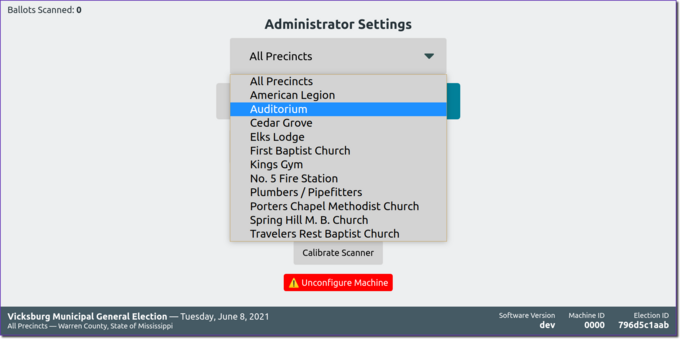 Ballots Scanned: 0
Administrator Settings
All Precincts
All Precincts
American Legion
Auditorium
Cedar Grove
Elks Lodge
First Baptist Church
Kings Gym
No. 5 Fire Station
Plumbers / Pipefitters
Porters Chapel Methodist Church
Spring Hill M. B. Church
Travelers Rest Baptist Church
Calibrate Scanner
⚠ Unconfigure Machine
Vicksburg Municipal General Election — Tuesday, June 8, 2021
All Precincts — Warren County, State of Mississippi
Software Version
dev
Machine ID
0000
Election ID
796d5c1aab